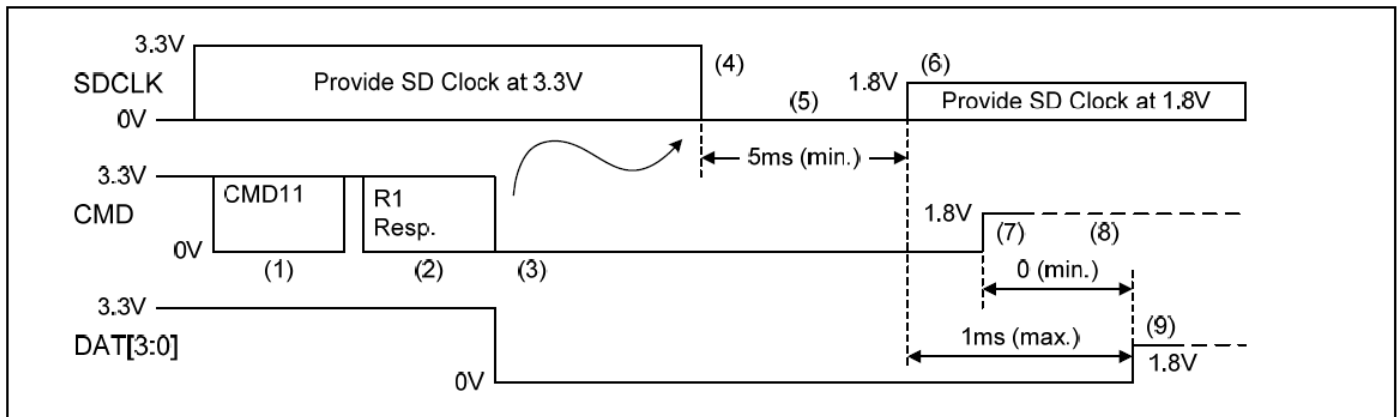 3.3V
SDCLK
0V
Provide SD Clock at 3.3V
(4)
(5)
1.8V
(6)
Provide SD Clock at 1.8V
5ms (min.)
3.3V
CMD
0V
CMD11
R1
Resp.
(1)
(2)
(3)
1.8V
(7)
(8)
0 (min.)
3.3V
DAT[3:0]
0V
1ms (max.)
(9)
1.8V